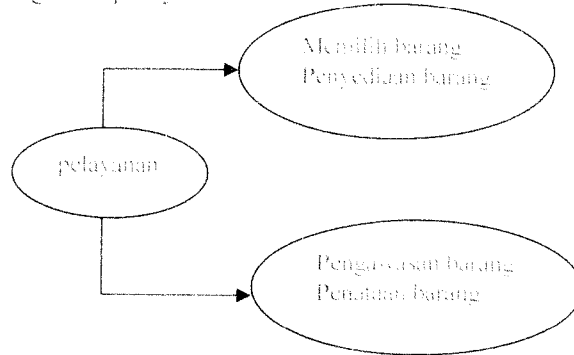 Memilih barang
Penyediaan barang
pelayanan
Pengawasan barang
Penataan barang